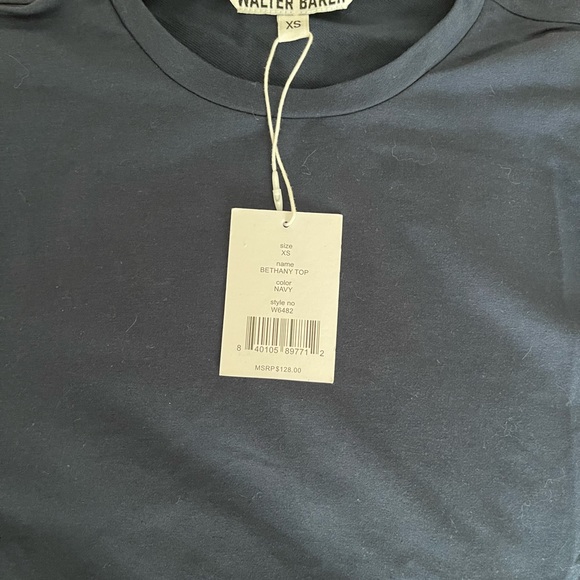 WALTER BAKER
XS
size
XS
name
BETHANY TOP
color
NAVY
style no
W6482
8 40105 89771 2
MSRP$128.00